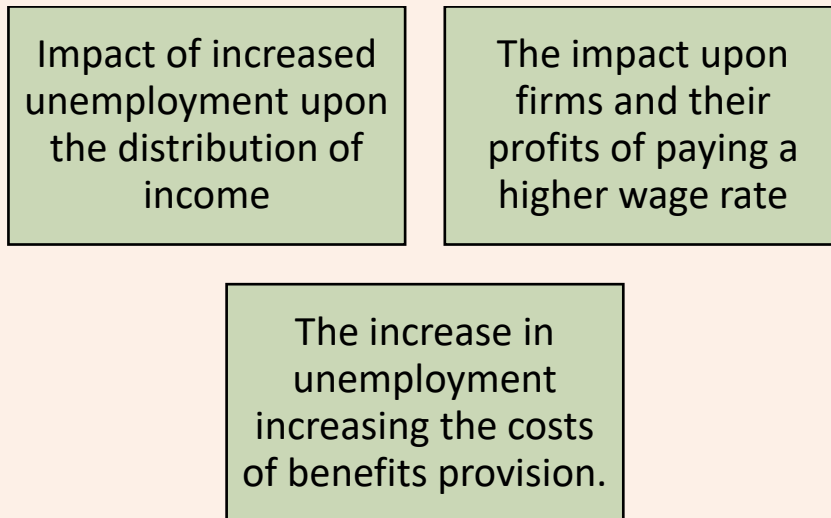 Impact of increased
unemployment upon
the distribution of
income
The impact upon
firms and their
profits of paying a
higher wage rate
The increase in
unemployment
increasing the costs
of benefits provision.